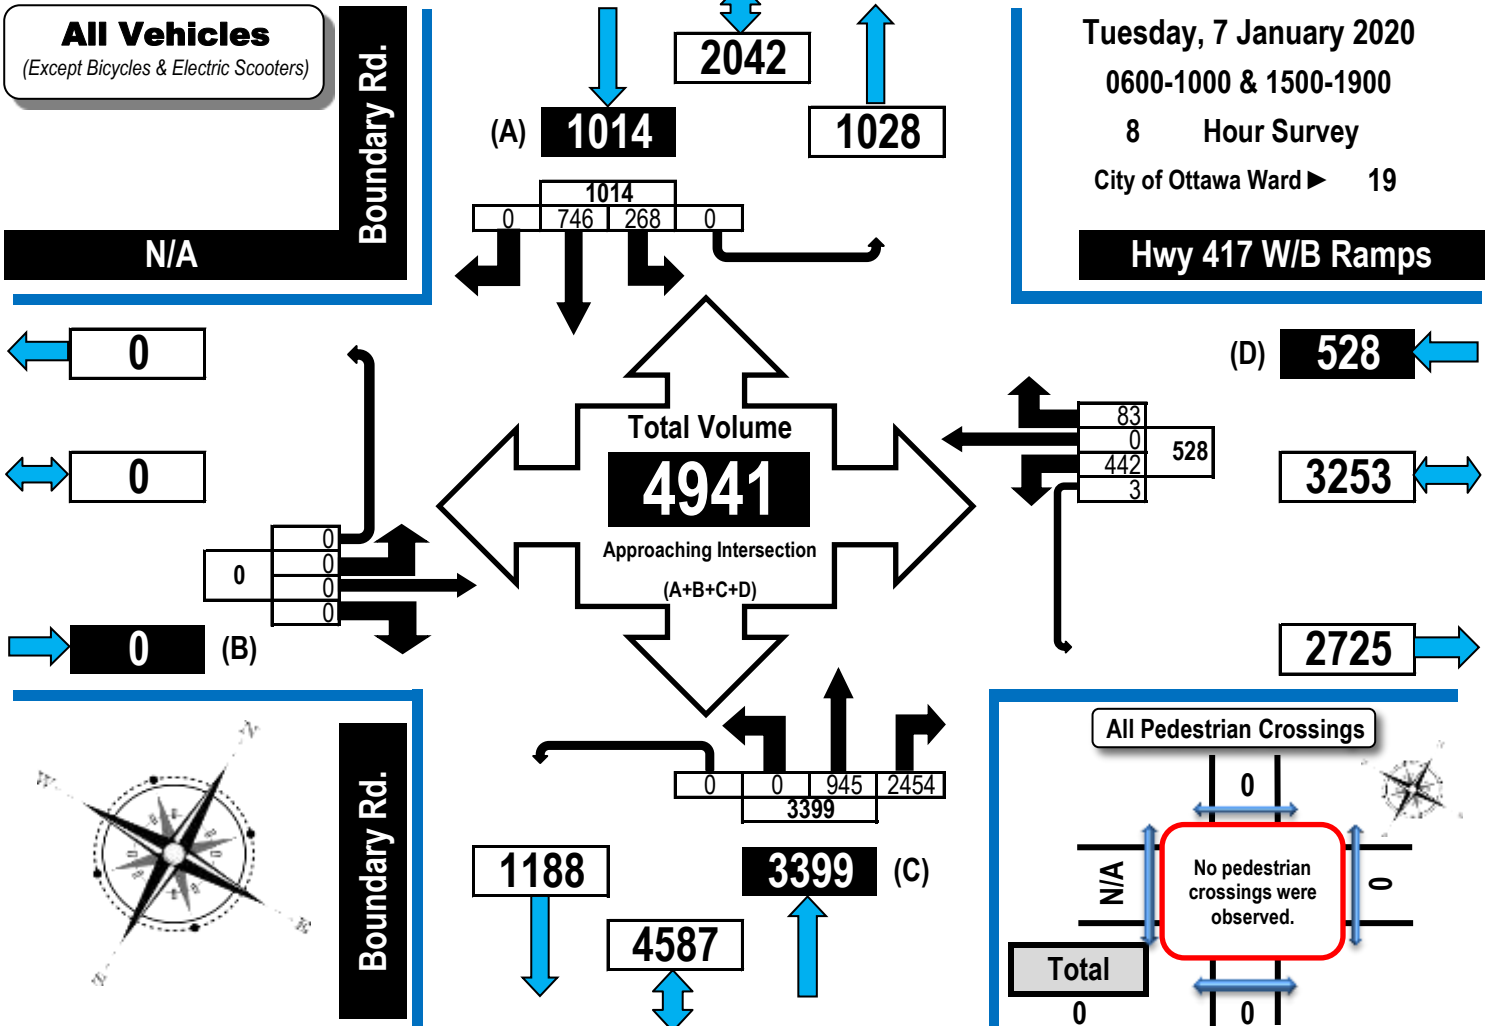 All Vehicles
(Except Bicycles & Electric Scooters)
Boundary Rd.
N/A
2042
(A) 1014
1028
1014
0 746 268 0
Tuesday, 7 January 2020
0600-1000 & 1500-1900
8 Hour Survey
City of Ottawa Ward ► 19
Hwy 417 W/B Ramps
0
0
0
0
0
0
0
0 (B)
Total Volume
4941
Approaching Intersection
(A+B+C+D)
(D) 528
83
0
442
3
528
3253
2725
0 0 945 2454
3399
1188
3399 (C)
4587
Boundary Rd.
N
W
E
S
All Pedestrian Crossings
0
N/A
No pedestrian
crossings were
observed.
0
Total
0
0